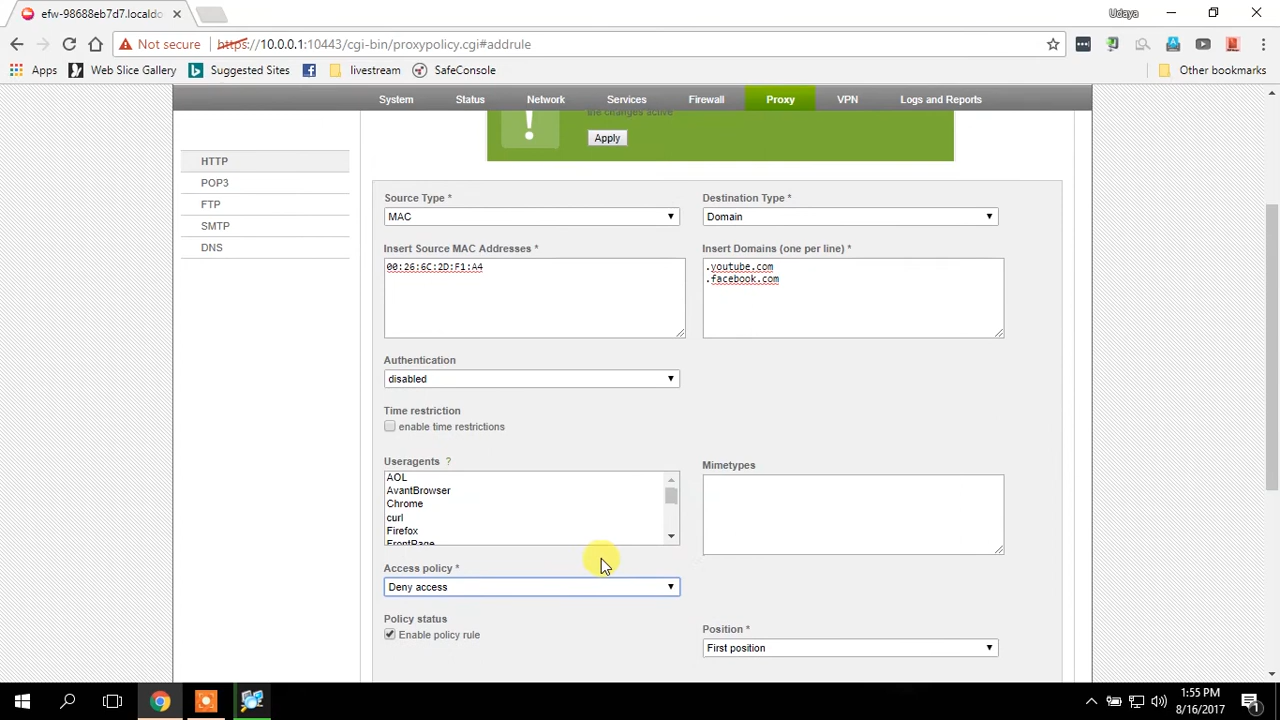 efw-98688eb7d7.localdo
Udaya
Not secure
https://10.0.0.1:10443/cgi-bin/proxypolicy.cgi#addrule
Apps
Web Slice Gallery
Suggested Sites
livestream
SafeConsole
Other bookmarks
System
Status
Network
Services
Firewall
Proxy
VPN
Logs and Reports
the changes active
Apply
HTTP
POP3
FTP
SMTP
DNS
Source Type *
Destination Type *
MAC
Domain
Insert Source MAC Addresses *
Insert Domains (one per line) *
00:26:6C:2D:F1:A4
.youtube.com
.facebook.com
Authentication
disabled
Time restriction
enable time restrictions
Useragents ?
Mimetypes
AOL
AvantBrowser
Chrome
curl
Firefox
FrontPage
Access policy *
Deny access
Policy status
Enable policy rule
Position *
First position
1:55 PM
8/16/2017